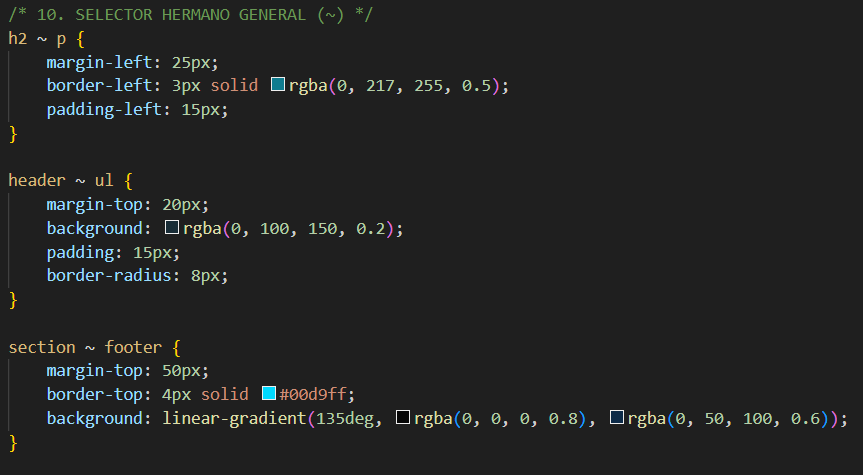 /* 10. SELECTOR HERMANO GENERAL (~) */
h2 ~ p {
    margin-left: 25px;
    border-left: 3px solid rgba(0, 217, 255, 0.5);
    padding-left: 15px;
}

header ~ ul {
    margin-top: 20px;
    background: rgba(0, 100, 150, 0.2);
    padding: 15px;
    border-radius: 8px;
}

section ~ footer {
    margin-top: 50px;
    border-top: 4px solid #00d9ff;
    background: linear-gradient(135deg, rgba(0, 0, 0, 0.8), rgba(0, 50, 100, 0.6));
}